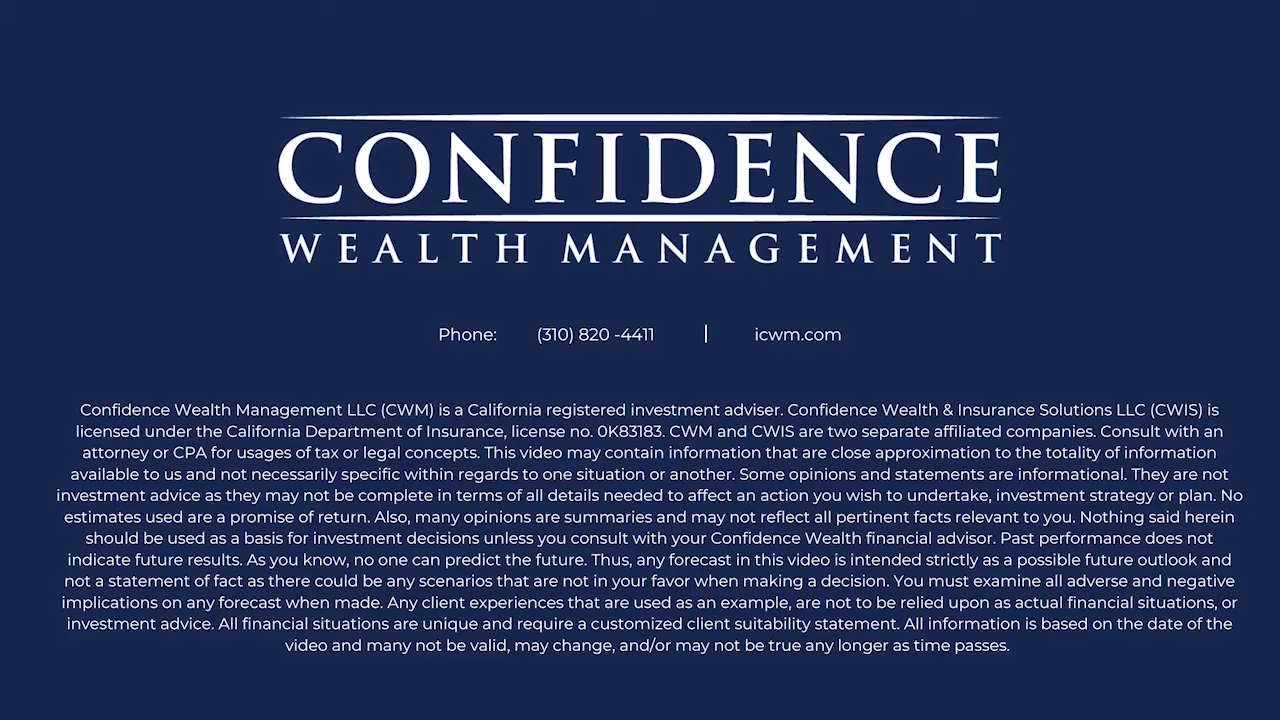 CONFIDENCE
WEALTH MANAGEMENT
Phone: (310) 820 -4411 | icwm.com
Confidence Wealth Management LLC (CWM) is a California registered investment adviser. Confidence Wealth & Insurance Solutions LLC (CWIS) is
licensed under the California Department of Insurance, license no. 0K83183. CWM and CWIS are two separate affiliated companies. Consult with an
attorney or CPA for usages of tax or legal concepts. This video may contain information that are close approximation to the totality of information
available to us and not necessarily specific within regards to one situation or another. Some opinions and statements are informational. They are not
investment advice as they may not be complete in terms of all details needed to affect an action you wish to undertake, investment strategy or plan. No
estimates used are a promise of return. Also, many opinions are summaries and may not reflect all pertinent facts relevant to you. Nothing said herein
should be used as a basis for investment decisions unless you consult with your Confidence Wealth financial advisor. Past performance does not
indicate future results. As you know, no one can predict the future. Thus, any forecast in this video is intended strictly as a possible future outlook and
not a statement of fact as there could be any scenarios that are not in your favor when making a decision. You must examine all adverse and negative
implications on any forecast when made. Any client experiences that are used as an example, are not to be relied upon as actual financial situations, or
investment advice. All financial situations are unique and require a customized client suitability statement. All information is based on the date of the
video and many not be valid, may change, and/or may not be true any longer as time passes.